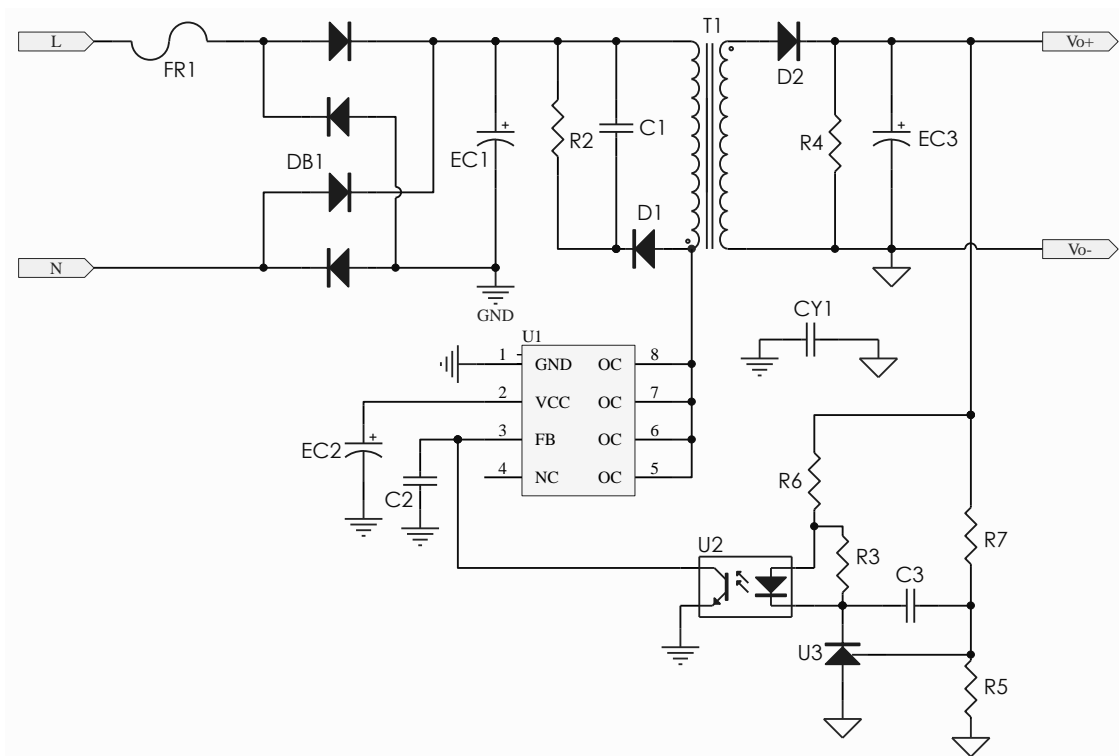 L
FR1
T1
D2
Vo+
DB1
EC1
R2
C1
R4
EC3
D1
N
GND
Vo-
CY1
U1
1 GND OC 8
2 VCC OC 7
3 FB OC 6
4 NC OC 5
EC2
C2
R6
U2
R3
R7
C3
U3
R5